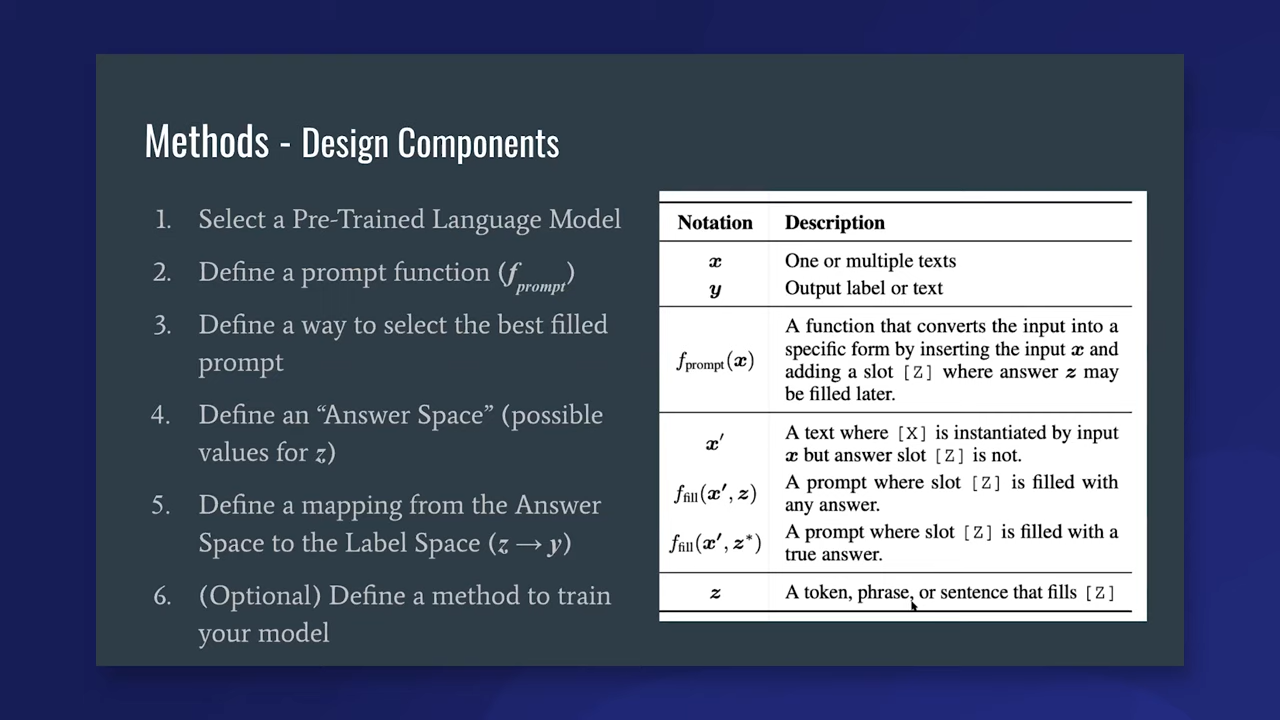 Methods - Design Components
1. Select a Pre-Trained Language Model
2. Define a prompt function (f_prompt)
3. Define a way to select the best filled
prompt
4. Define an “Answer Space” (possible
values for z)
5. Define a mapping from the Answer
Space to the Label Space (z → y)
6. (Optional) Define a method to train
your model
Notation Description
x One or multiple texts
y Output label or text
f_prompt(x) A function that converts the input into a
specific form by inserting the input x and
adding a slot [Z] where answer z may
be filled later.
x′ A text where [X] is instantiated by input
x but answer slot [Z] is not.
f_fill(x′, z) A prompt where slot [Z] is filled with
any answer.
f_fill(x′, z*) A prompt where slot [Z] is filled with a
true answer.
z A token, phrase, or sentence that fills [Z]